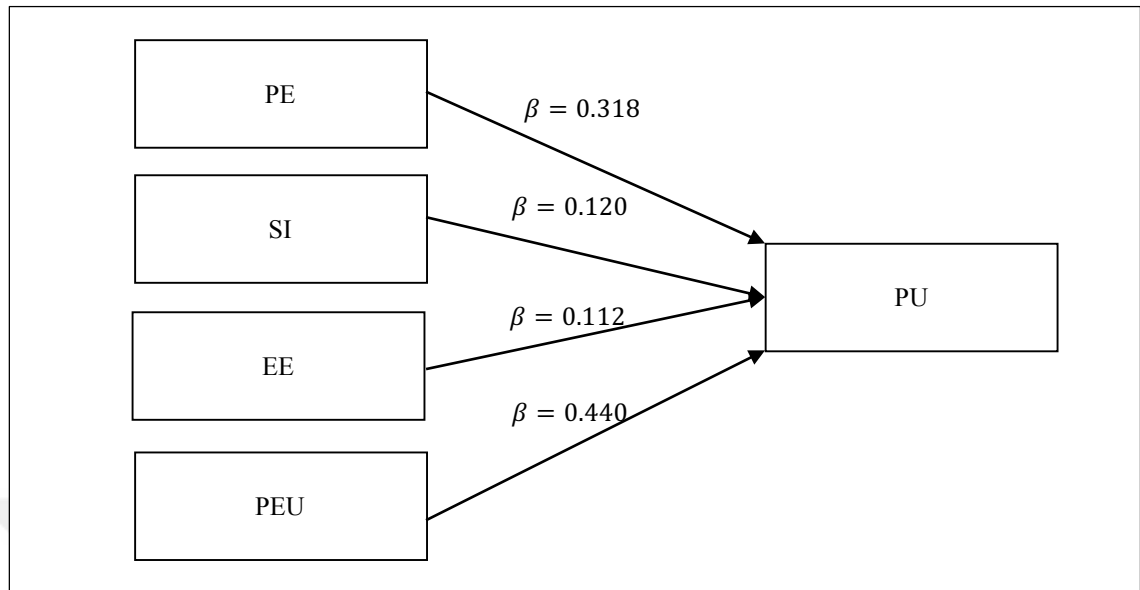 PE
β = 0.318
SI
β = 0.120
PU
EE
β = 0.112
PEU
β = 0.440